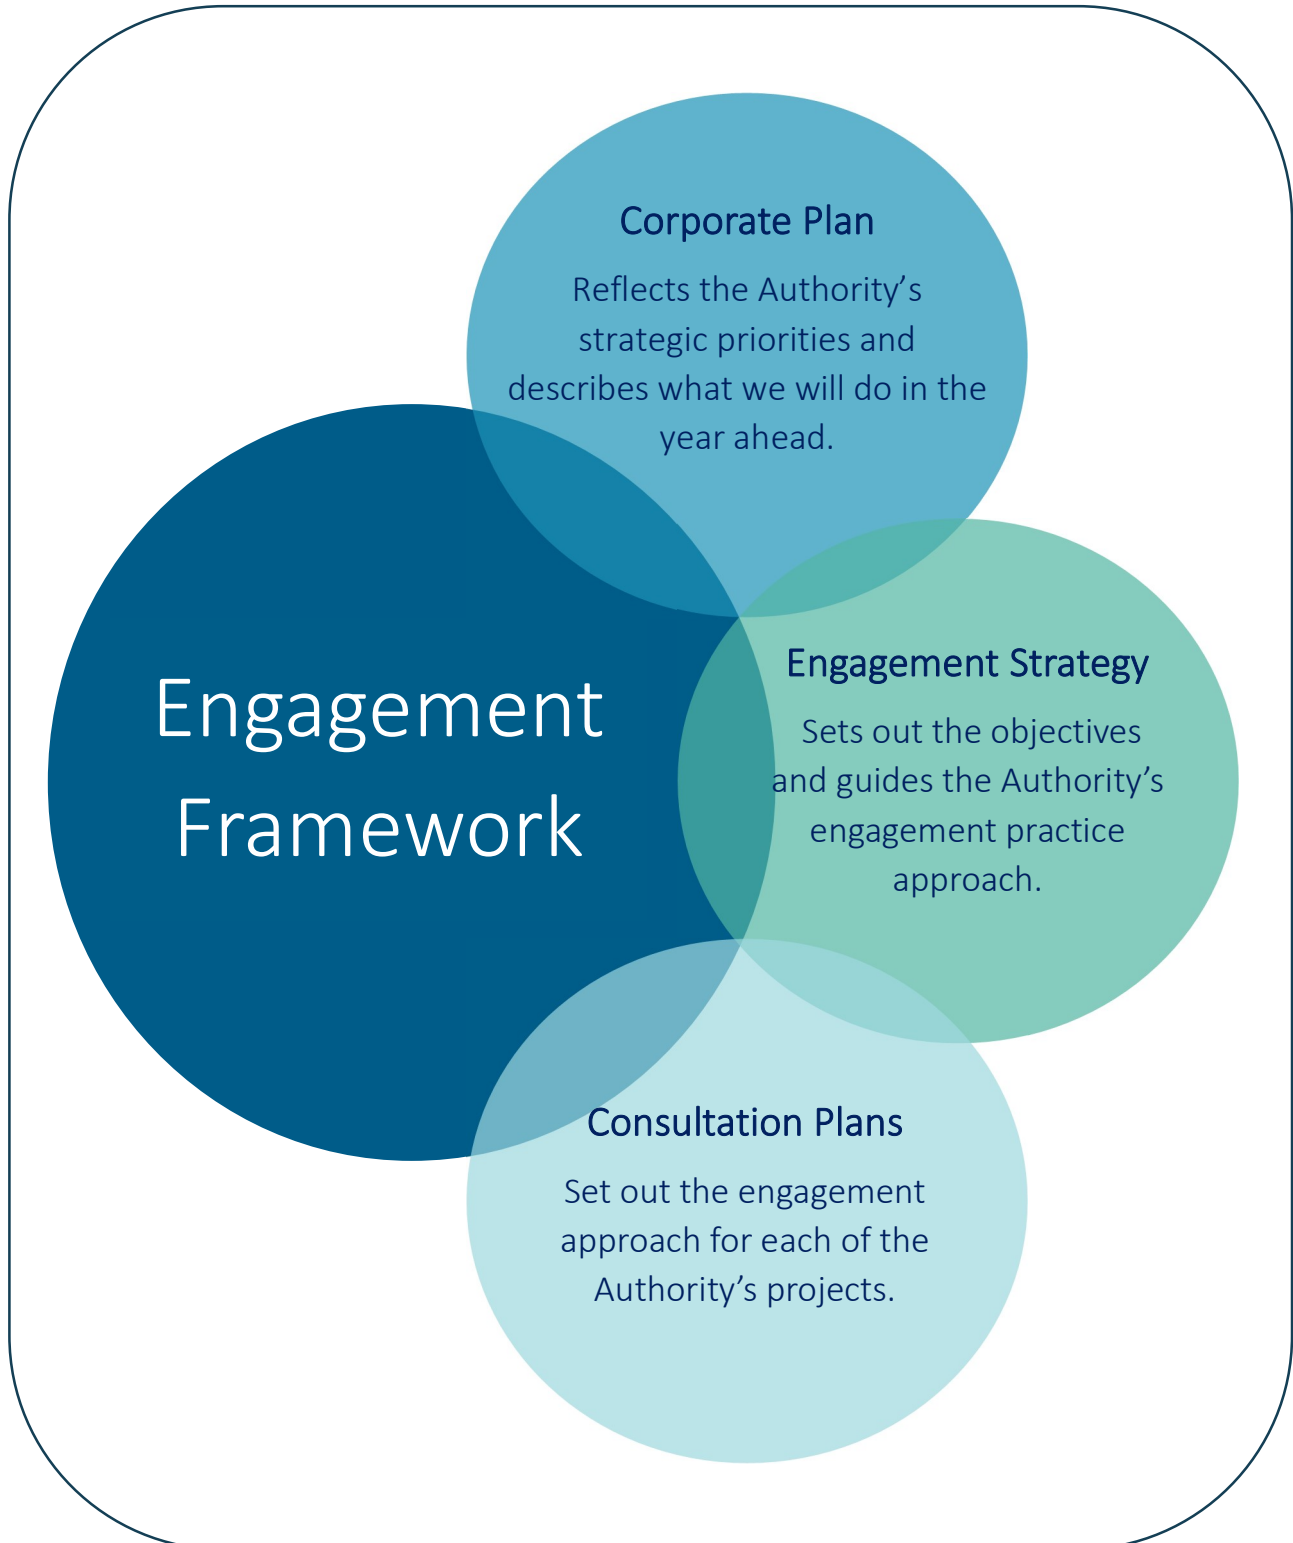 Corporate Plan
Reflects the Authority’s
strategic priorities and
describes what we will do in the
year ahead.
Engagement
Framework
Engagement Strategy
Sets out the objectives
and guides the Authority’s
engagement practice
approach.
Consultation Plans
Set out the engagement
approach for each of the
Authority’s projects.